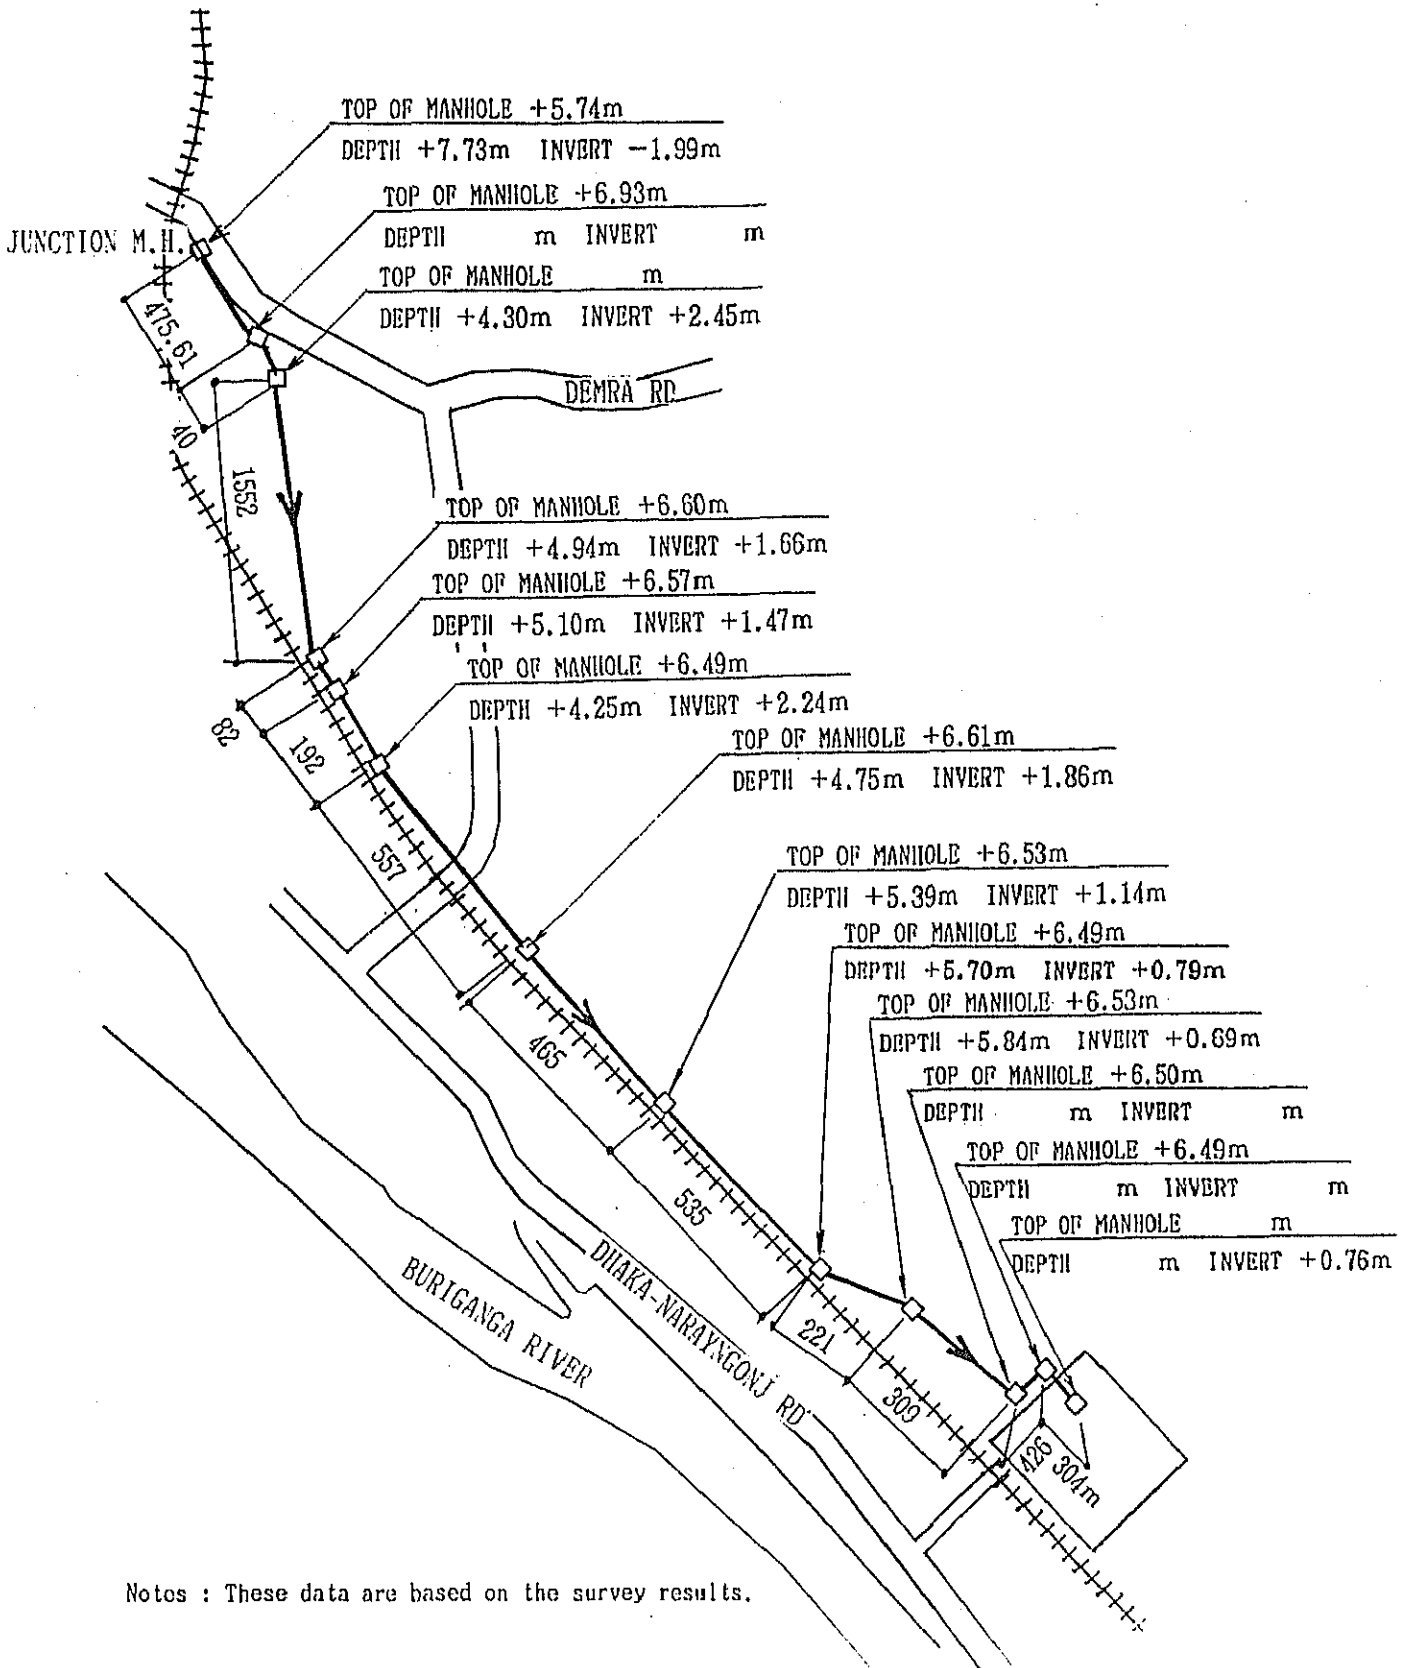 TOP OF MANHOLE +5.74m
DEPTH +7.73m INVERT -1.99m
TOP OF MANHOLE +6.93m
DEPTH m INVERT m
JUNCTION M.H.
TOP OF MANHOLE m
DEPTH +4.30m INVERT +2.45m
475.61
DEMRA RD
40
1552
TOP OF MANHOLE +6.60m
DEPTH +4.94m INVERT +1.66m
TOP OF MANHOLE +6.57m
DEPTH +5.10m INVERT +1.47m
TOP OF MANHOLE +6.49m
DEPTH +4.25m INVERT +2.24m
82
192
TOP OF MANHOLE +6.61m
DEPTH +4.75m INVERT +1.86m
557
TOP OF MANHOLE +6.53m
DEPTH +5.39m INVERT +1.14m
TOP OF MANHOLE +6.49m
DEPTH +5.70m INVERT +0.79m
TOP OF MANHOLE +6.53m
DEPTH +5.84m INVERT +0.69m
465
TOP OF MANHOLE +6.50m
DEPTH m INVERT m
TOP OF MANHOLE +6.49m
DEPTH m INVERT m
535
TOP OF MANHOLE m
DEPTH m INVERT +0.76m
BURIGANGA RIVER
DHAKA-NARAYNGONJ RD
221
309
426
304m
Notes : These data are based on the survey results.